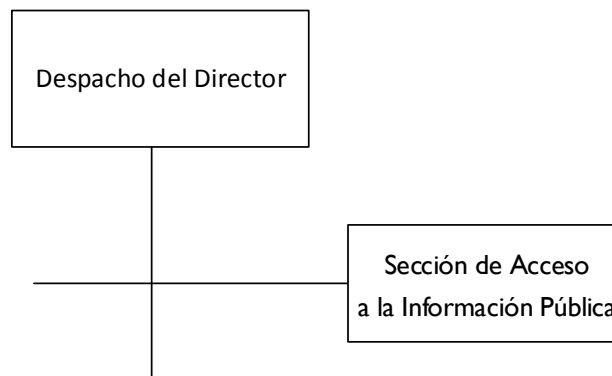 Despacho del Director
Sección de Acceso
a la Información Pública